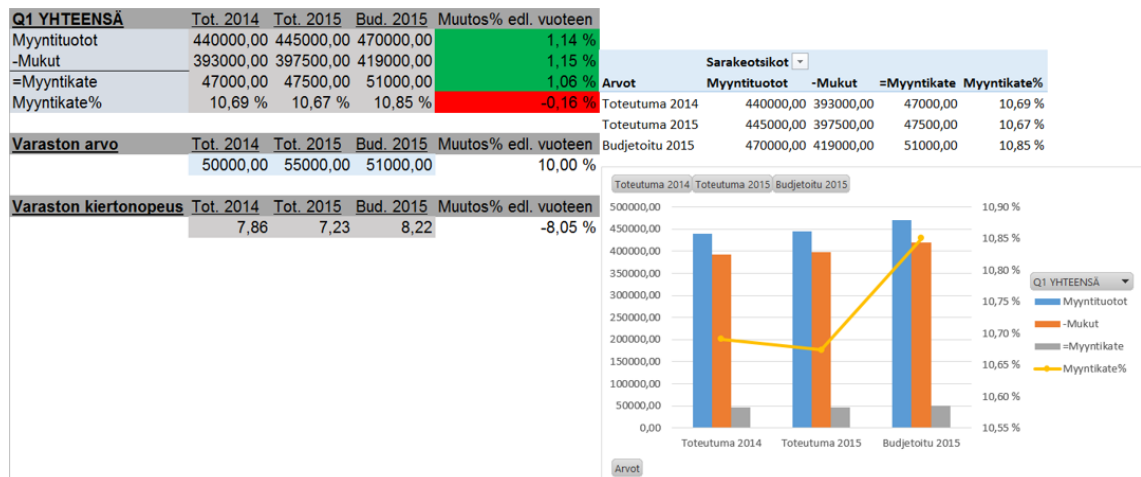 Q1 YHTEENSÄ Tot. 2014 Tot. 2015 Bud. 2015 Muutos% edl. vuoteen
Myyntituotot 440000,00 445000,00 470000,00 1,14 %
-Mukut 393000,00 397500,00 419000,00 1,15 %
=Myyntikate 47000,00 47500,00 51000,00 1,06 %
Myyntikate% 10,69 % 10,67 % 10,85 % -0,16 %
Varaston arvo Tot. 2014 Tot. 2015 Bud. 2015 Muutos% edl. vuoteen
50000,00 55000,00 51000,00 10,00 %
Varaston kiertonopeus Tot. 2014 Tot. 2015 Bud. 2015 Muutos% edl. vuoteen
7,86 7,23 8,22 -8,05 %
Sarakeotsikot
Arvot Myyntituotot -Mukut =Myyntikate Myyntikate%
Toteutuma 2014 440000,00 393000,00 47000,00 10,69 %
Toteutuma 2015 445000,00 397500,00 47500,00 10,67 %
Budjetoitu 2015 470000,00 419000,00 51000,00 10,85 %
Toteutuma 2014 Toteutuma 2015 Budjetoitu 2015
500000,00 10,90 %
450000,00
10,85 %
400000,00
10,80 %
350000,00
300000,00 10,75 %
250000,00
200000,00 10,70 %
150000,00
10,65 %
100000,00
10,60 %
50000,00
0,00 10,55 %
Toteutuma 2014 Toteutuma 2015 Budjetoitu 2015
Q1 YHTEENSÄ
Myyntituotot
-Mukut
=Myyntikate
Myyntikate%
Arvot